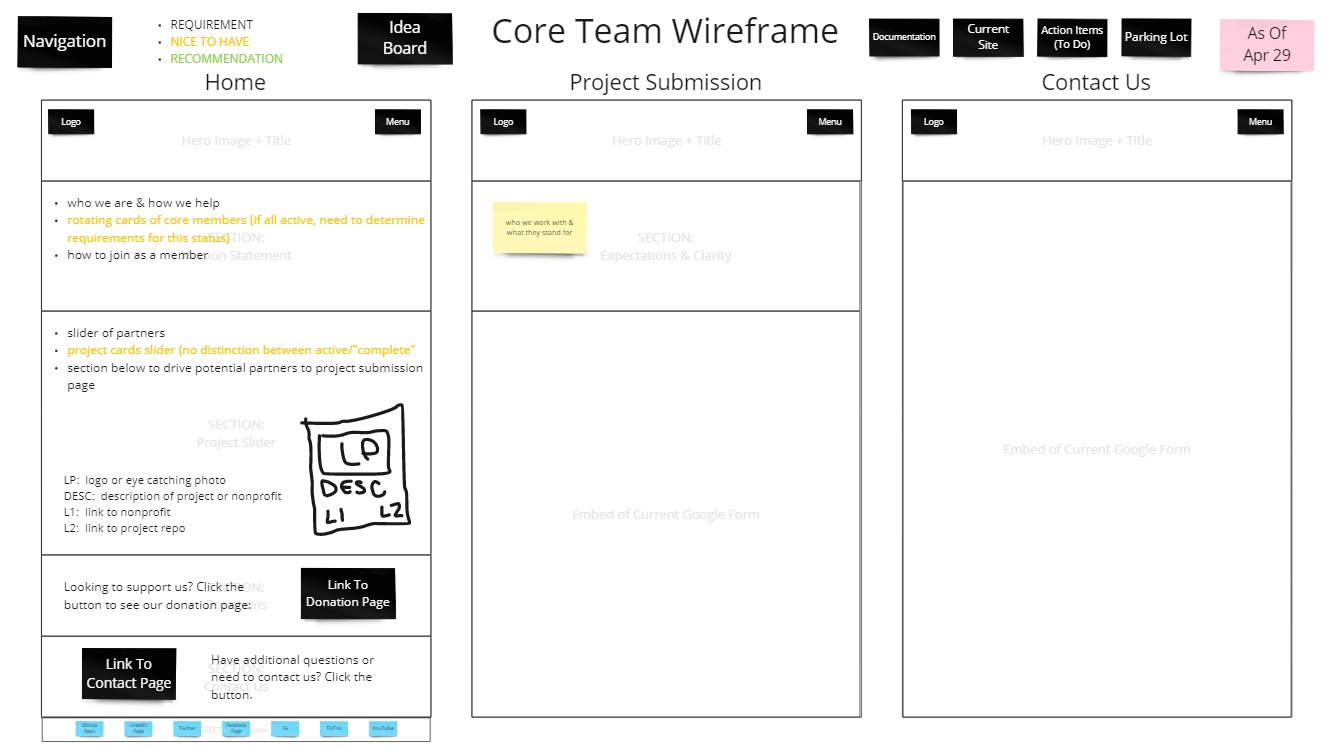 Navigation
REQUIREMENT
NICE TO HAVE
RECOMMENDATION
Idea
Board
Core Team Wireframe
Documentation
Current
Site
Action Items
(To Do)
Parking Lot
As Of
Apr 29
Home
Logo
Menu
Hero Image + Title
who we are & how we help
rotating cards of core members (if all active, need to determine
requirements for this status)
how to join as a member
SECTION:
Mission Statement
slider of partners
project cards slider (no distinction between active/"complete"
section below to drive potential partners to project submission
page
SECTION:
Project Slider
LP
DESC
L1 L2
LP: logo or eye catching photo
DESC: description of project or nonprofit
L1: link to nonprofit
L2: link to project repo
Looking to support us? Click the
button to see our donation page:
SECTION:
Donations
Link To
Donation Page
Link To
Contact Page
Have additional questions or
need to contact us? Click the
button.
SECTION:
Contact Us
GitHub
Repo
LinkedIn
Page
Twitter
SECTION: Footer
Facebook
Page
IG
TikTok
YouTube
Project Submission
Logo
Menu
Hero Image + Title
who we work with &
what they stand for
SECTION:
Expectations & Clarity
Embed of Current Google Form
Contact Us
Logo
Menu
Hero Image + Title
Embed of Current Google Form